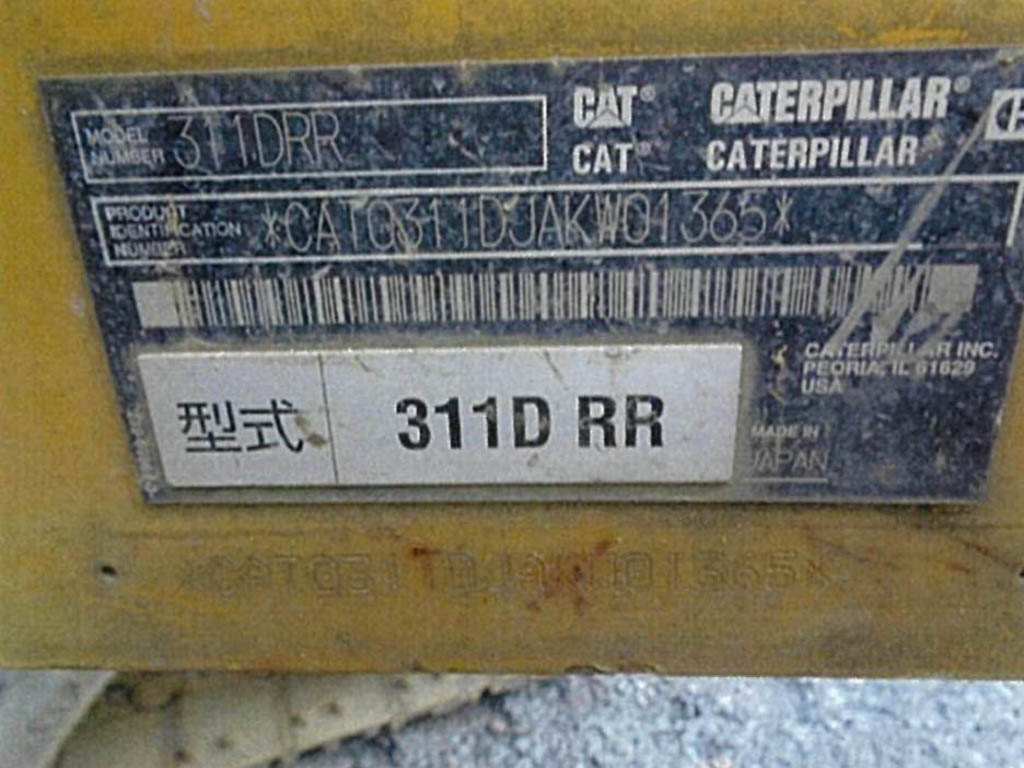 MODEL NUMBER 311DRR
CAT® CATERPILLAR®
CAT® CATERPILLAR
PRODUCT IDENTIFICATION NUMBER *CAT0311DJAKW01365*
CATERPILLAR INC.
PEORIA, IL 61629
USA
型式 311D RR
MADE IN
JAPAN
*CAT0311DJAKW01365*